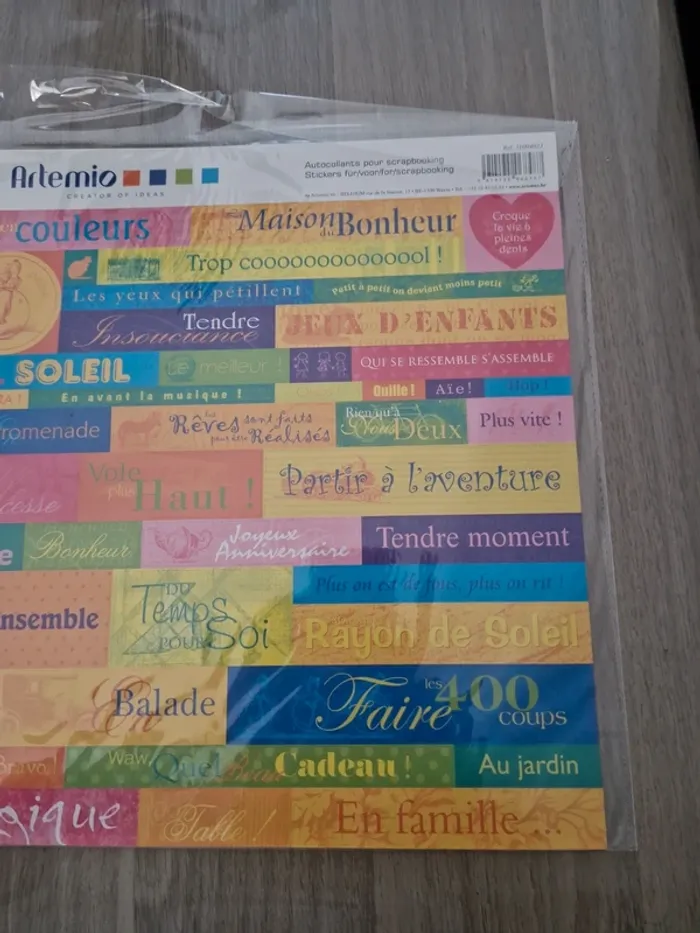 Artemio
CREATOR OF IDEAS
Autocollants pour scrapbooking
Stickers für/voor/for/scrapbooking
couleurs
Maison du Bonheur
Croque
la vie à
pleines
dents
Trop coooooooooooool !
Les yeux qui pétillent
Petit à petit on devient moins petit
Tendre
Insouciance
JEUX D'ENFANTS
SOLEIL
Le meilleur !
QUI SE RESSEMBLE S'ASSEMBLE
En avant la musique !
Ouille !
Aïe !
Hop !
romenade
Les Rêves sont faits
pour être Réalisés
Rien qu'à
Nous Deux
Plus vite !
Vole
plus Haut !
Partir à l'aventure
cesse
Bonheur
Joyeux
Anniversaire
Tendre moment
Plus on est de fous, plus on rit !
nsemble
DU
Temps
POUR Soi
Rayon de Soleil
En Balade
Faire les 400
coups
Bravo !
Waw
Quel Beau Cadeau !
Au jardin
gique
Table !
En famille ...